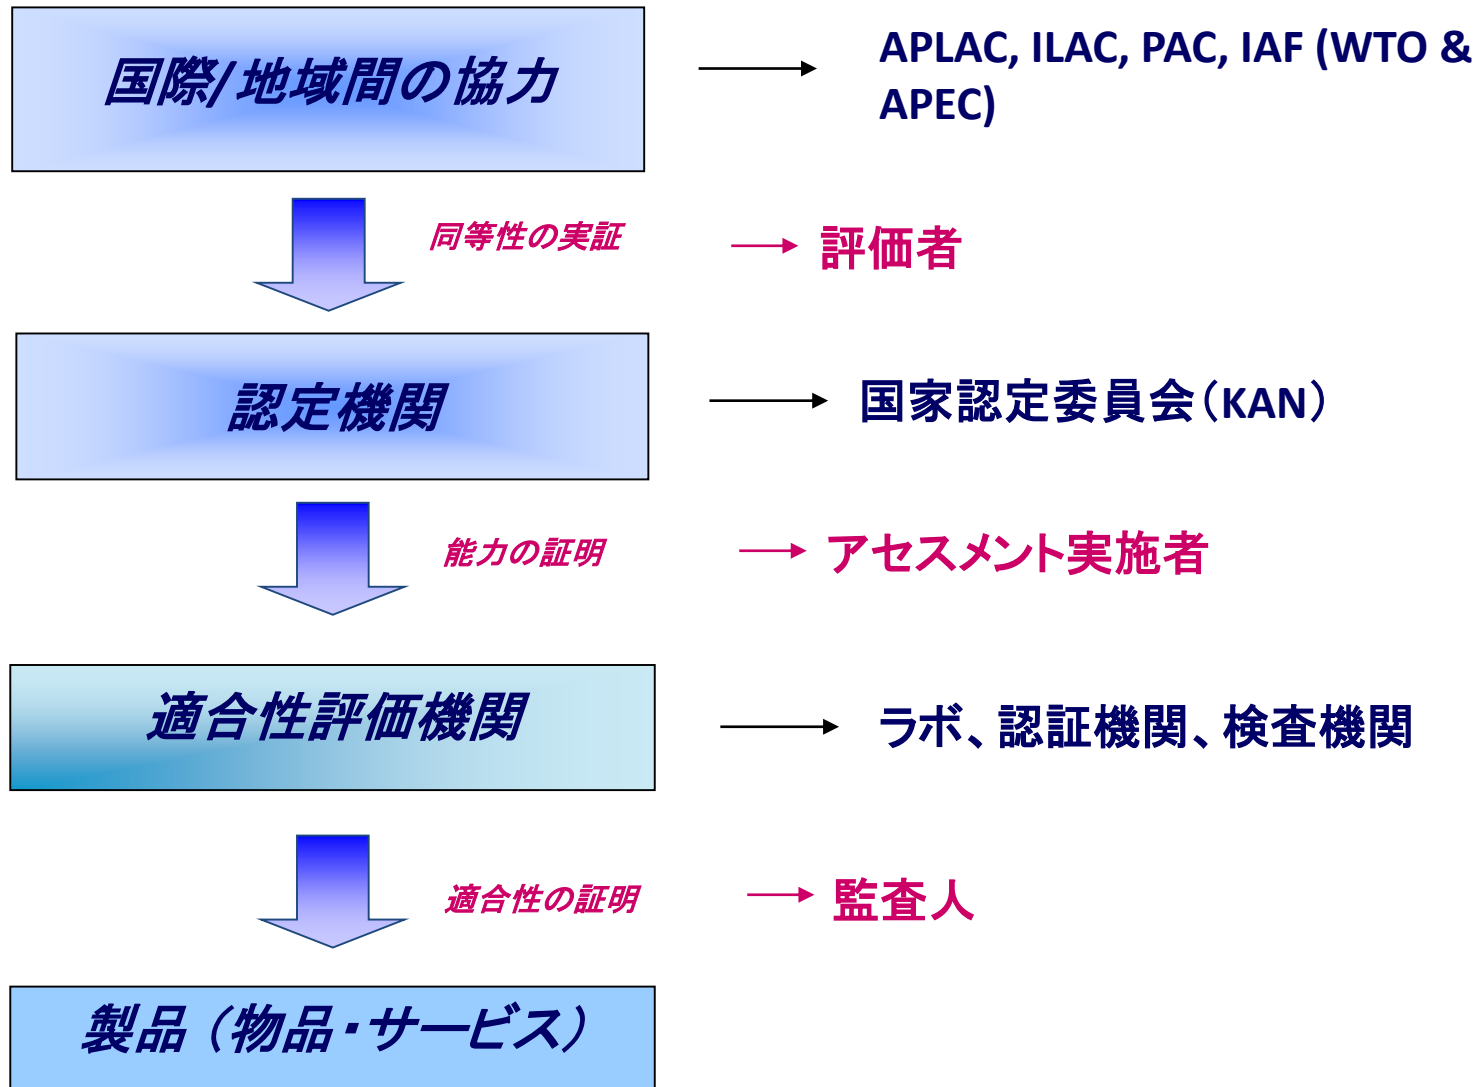 国際/地域間の協力
APLAC, ILAC, PAC, IAF (WTO &
APEC)
同等性の実証
評価者
認定機関
国家認定委員会（KAN）
能力の証明
アセスメント実施者
適合性評価機関
ラボ、認証機関、検査機関
適合性の証明
監査人
製品（物品・サービス）